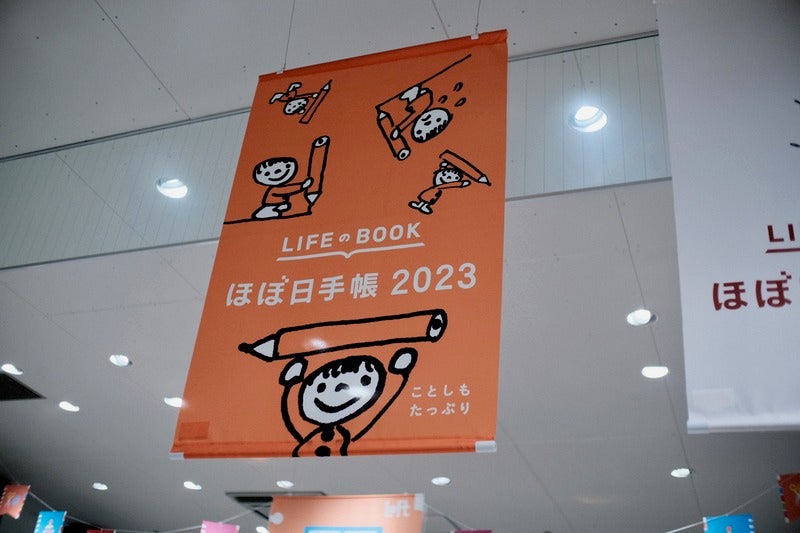 LIFEのBOOK
ほぼ日手帳 2023
ことしも
たっぷり
LI
ほぼ